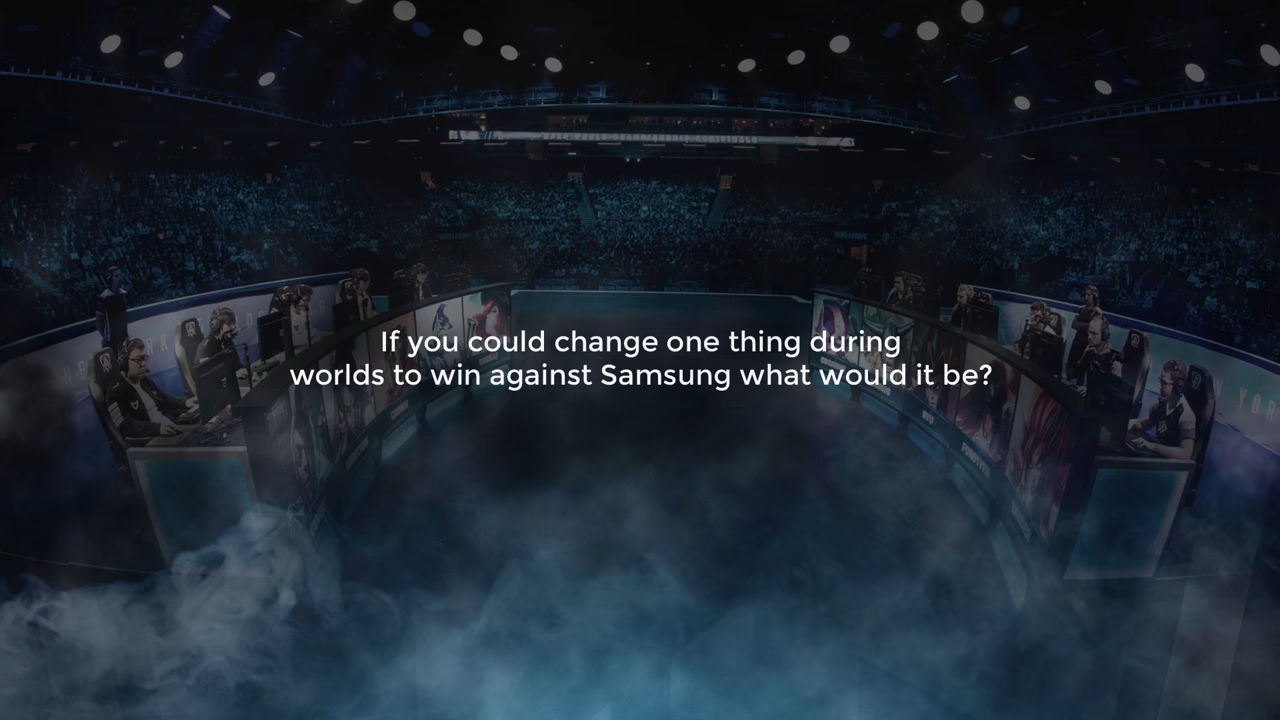 If you could change one thing during
worlds to win against Samsung what would it be?